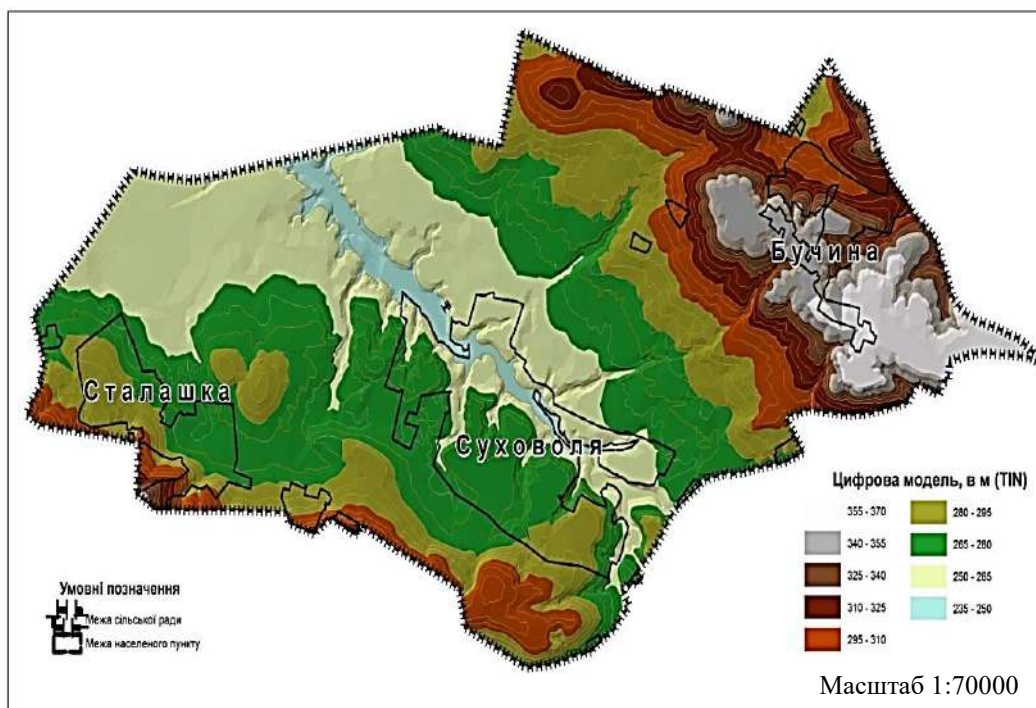 Бучина
Сталашка
Суховоля
Цифрова модель, в м (TIN)
355 - 370
340 - 355
325 - 340
310 - 325
295 - 310
280 - 295
265 - 280
250 - 265
235 - 250
Умовні позначення
Межа сільської ради
Межа населеного пункту
Масштаб 1:70000